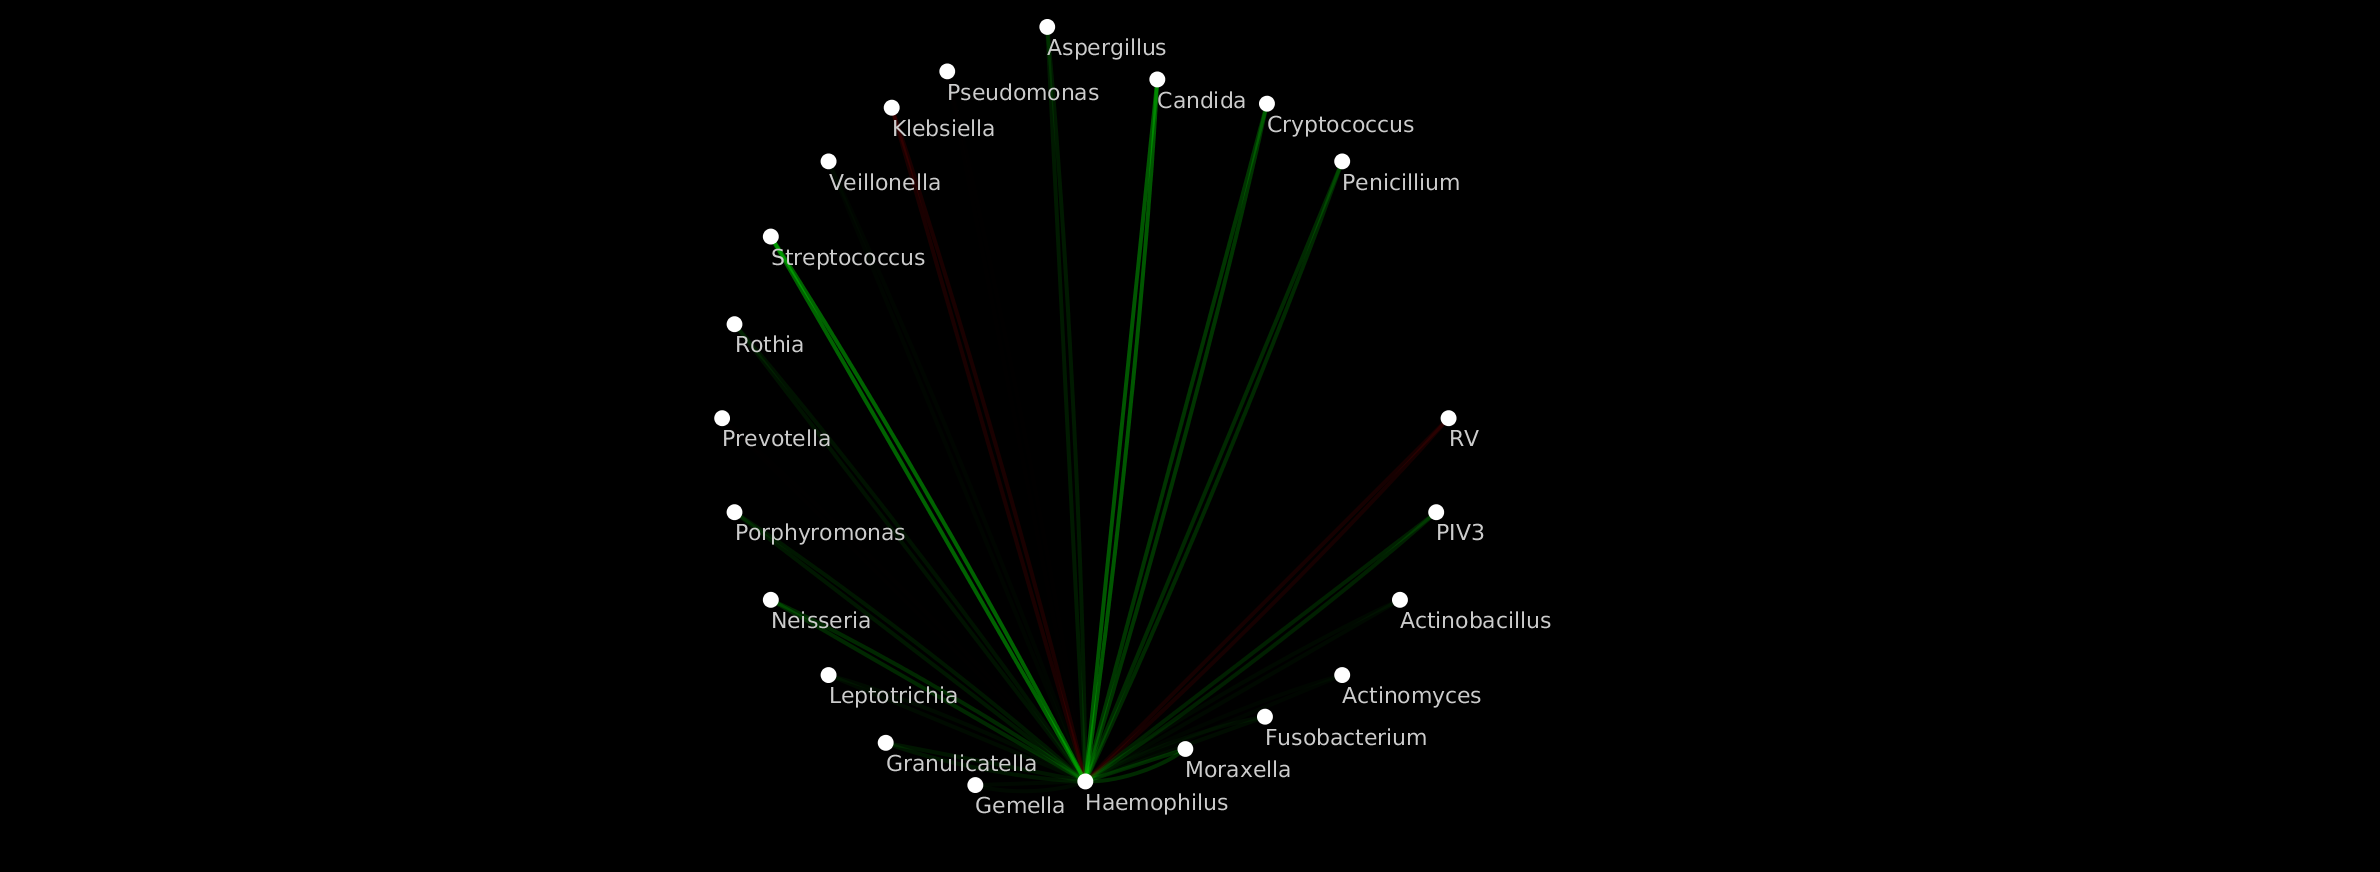 Aspergillus
Pseudomonas
Candida
Klebsiella
Cryptococcus
Veillonella
Penicillium
Streptococcus
Rothia
Prevotella
RV
Porphyromonas
PIV3
Neisseria
Actinobacillus
Leptotrichia
Actinomyces
Fusobacterium
Granulicatella
Moraxella
Gemella
Haemophilus